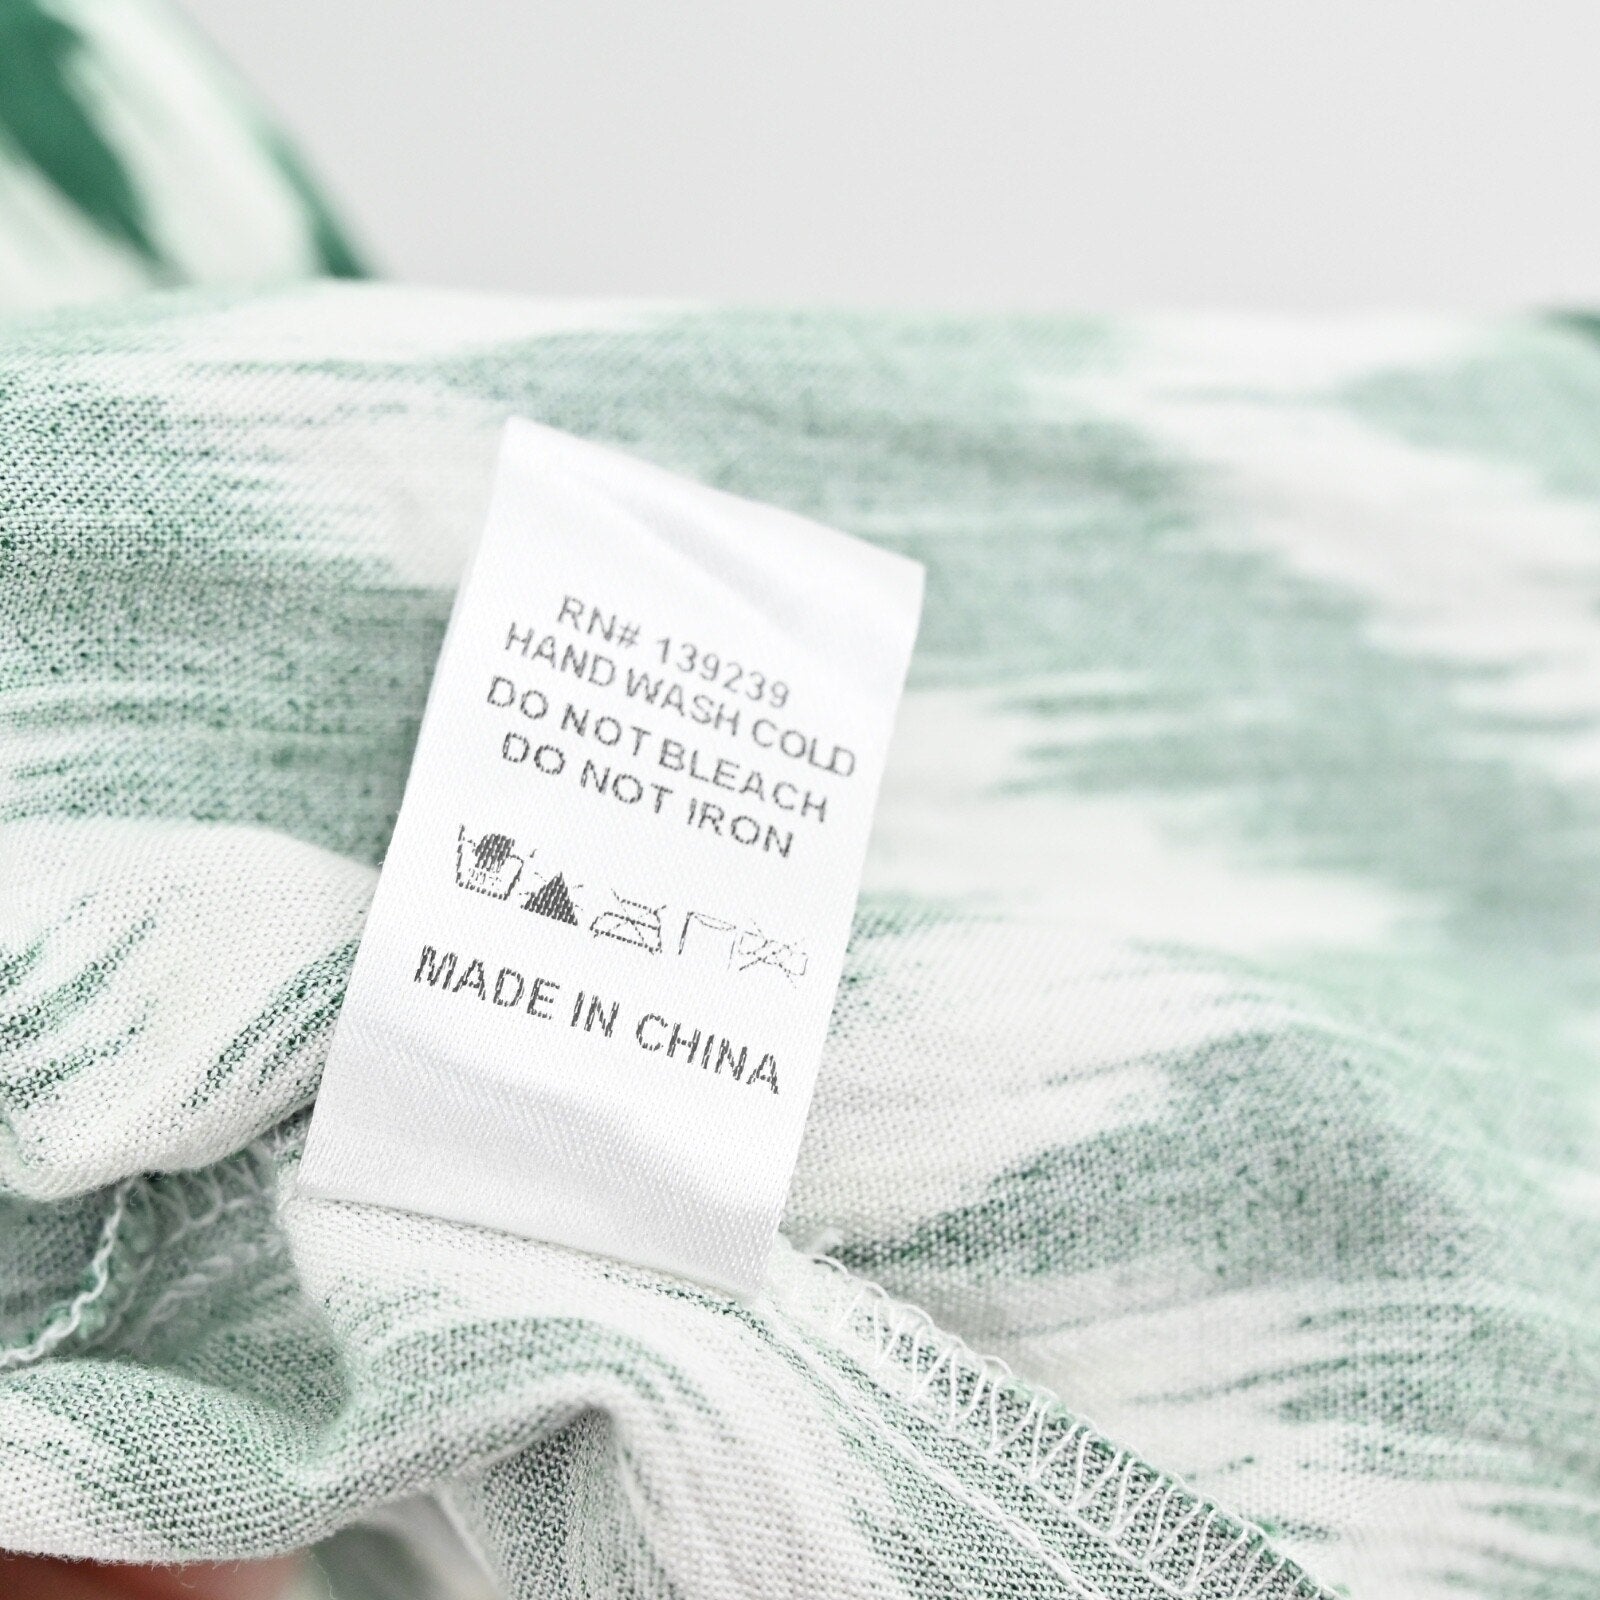 RN# 139239
HAND WASH COLD
DO NOT BLEACH
DO NOT IRON
MADE IN CHINA